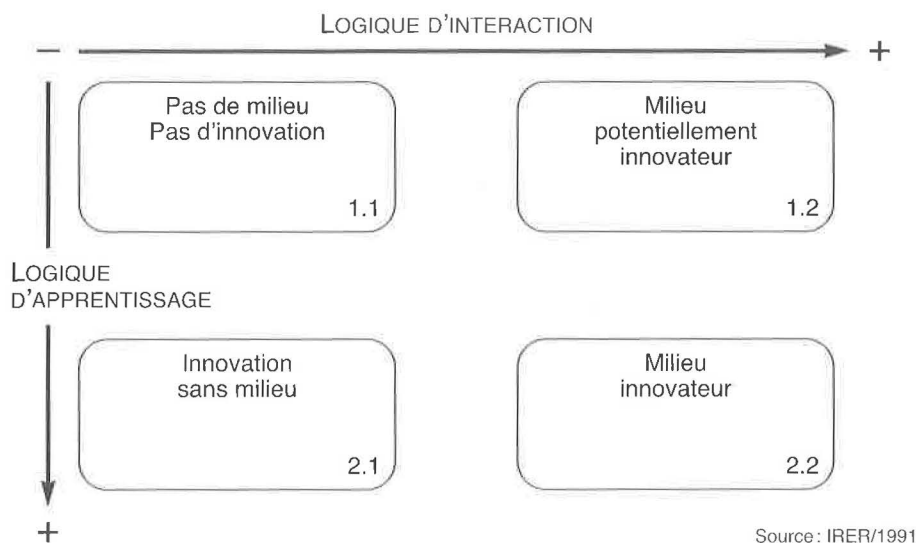 LOGIQUE D'INTERACTION
− +
Pas de milieu
Pas d'innovation
1.1
Milieu
potentiellement
innovateur
1.2
LOGIQUE
D'APPRENTISSAGE
Innovation
sans milieu
2.1
Milieu
innovateur
2.2
+
Source: IRER/1991